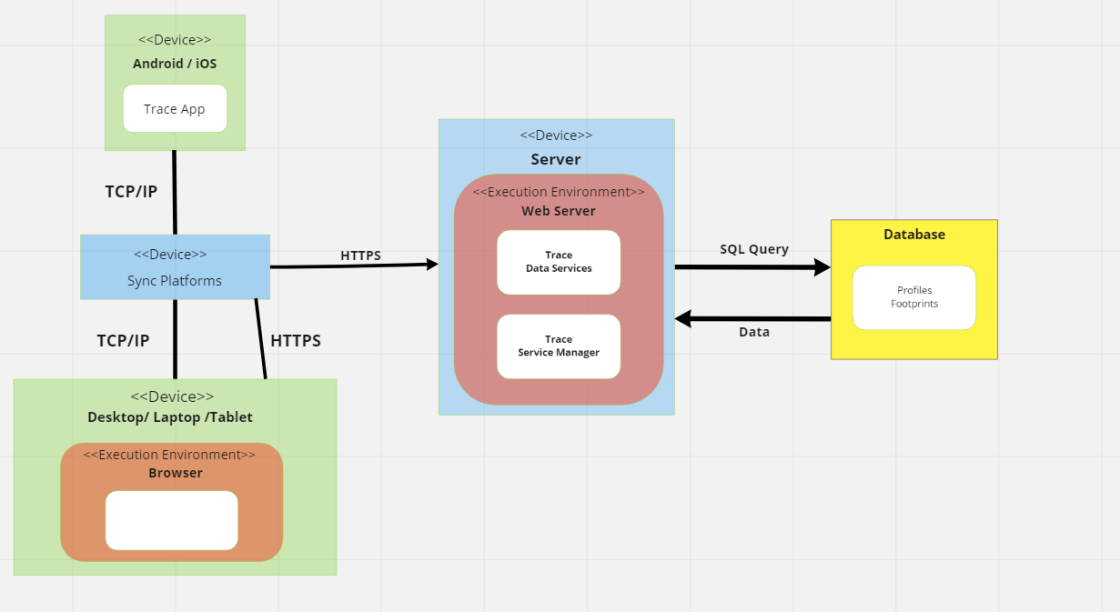 <<Device>>
Android / iOS
Trace App
TCP/IP
<<Device>>
Sync Platforms
HTTPS
TCP/IP
HTTPS
<<Device>>
Desktop/ Laptop /Tablet
<<Execution Environment>>
Browser
<<Device>>
Server
<<Execution Environment>>
Web Server
Trace
Data Services
Trace
Service Manager
SQL Query
Data
Database
Profiles
Footprints